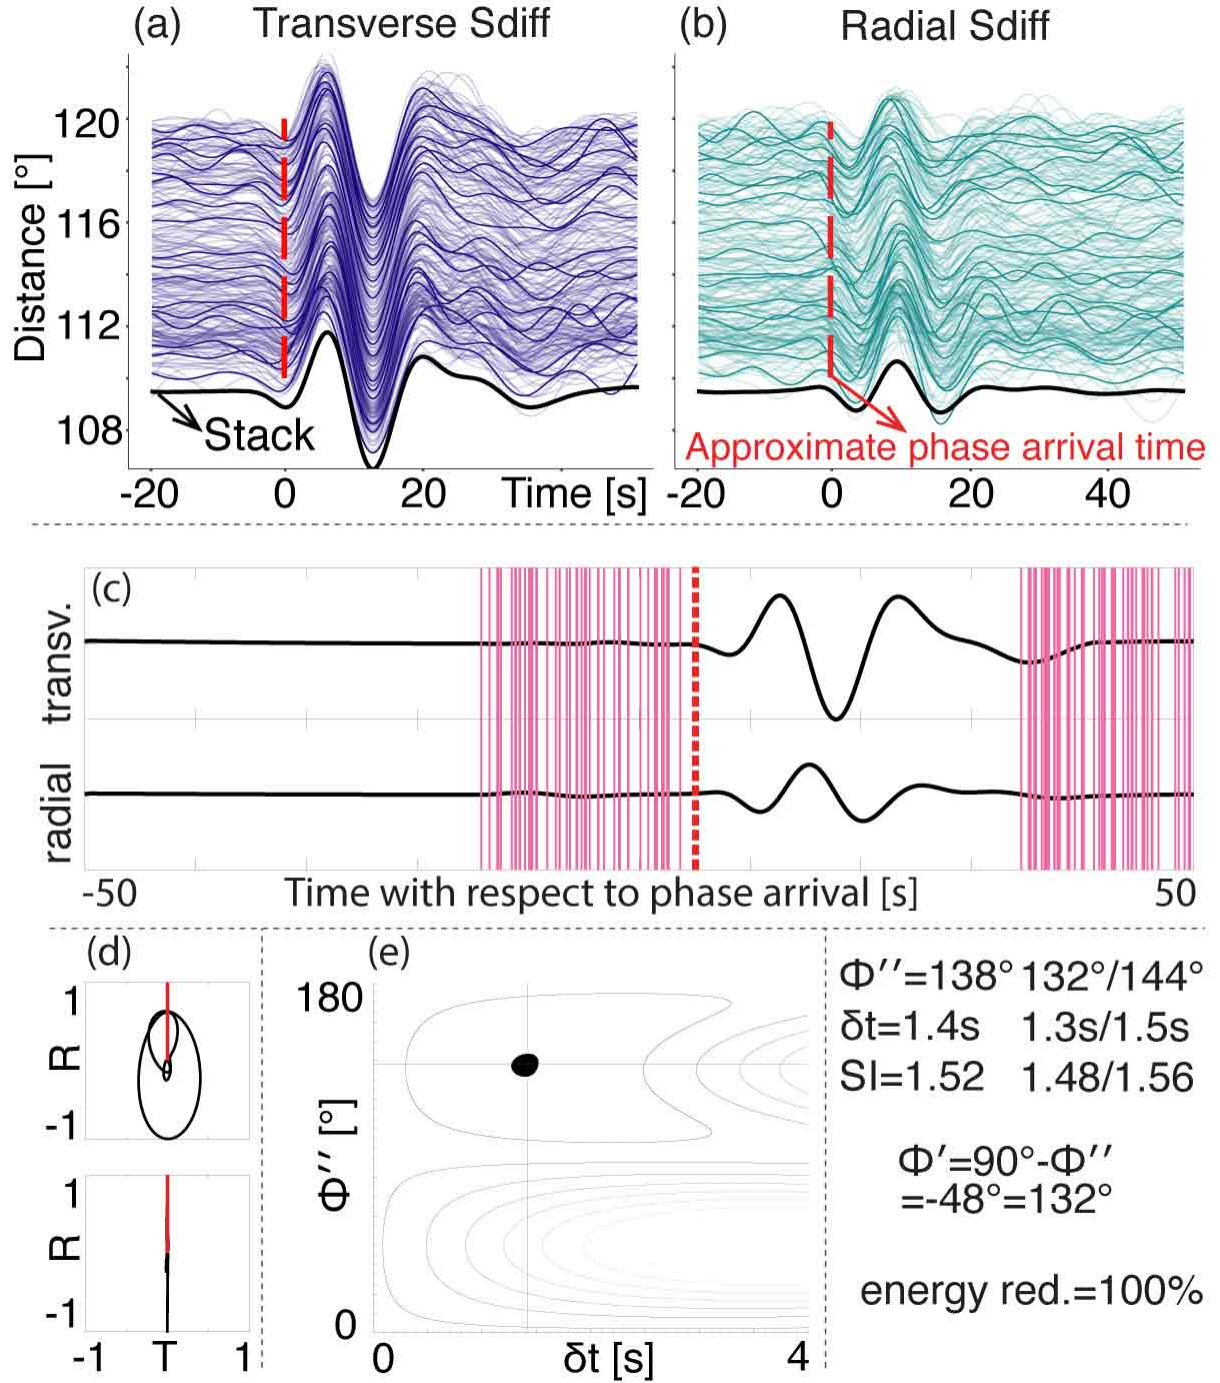 (a) Transverse Sdiff
(b) Radial Sdiff
Distance [°]
120
116
112
108
Stack
Approximate phase arrival time
-20 0 20 Time [s]
-20 0 20 40
(c)
transv.
radial
-50 Time with respect to phase arrival [s] 50
(d)
1
R
-1
1
R
-1
-1 T 1
(e)
180
Φ′′ [°]
0
0 δt [s] 4
Φ′′=138° 132°/144°
δt=1.4s 1.3s/1.5s
SI=1.52 1.48/1.56
Φ′=90°-Φ′′
=-48°=132°
energy red.=100%